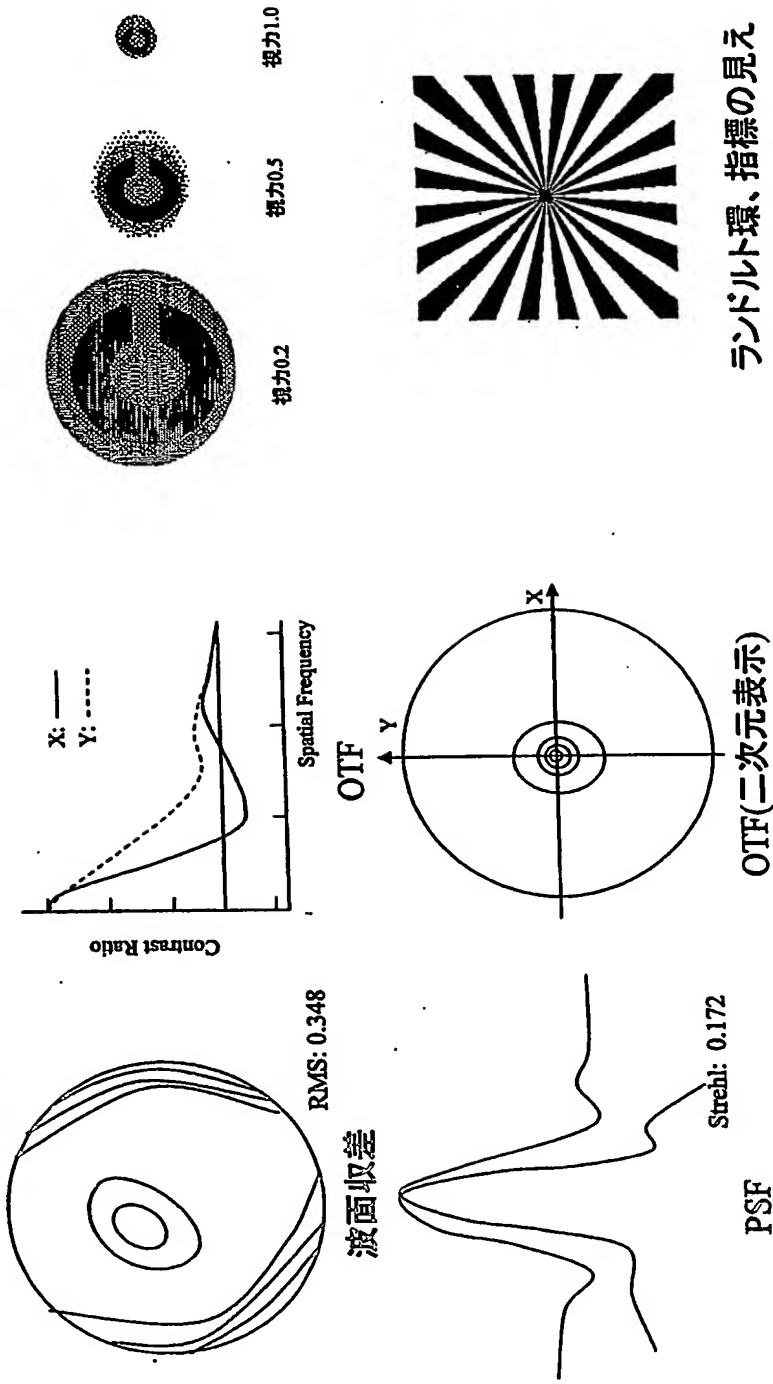 Contrast Ratio
X:
Y:
Spatial Frequency
視力0.2
視力0.5
視力1.0
RMS: 0.348
波面収差
OTF
Y
X
Strehl: 0.172
PSF
OTF(二次元表示)
ランドルト環、指標の見え